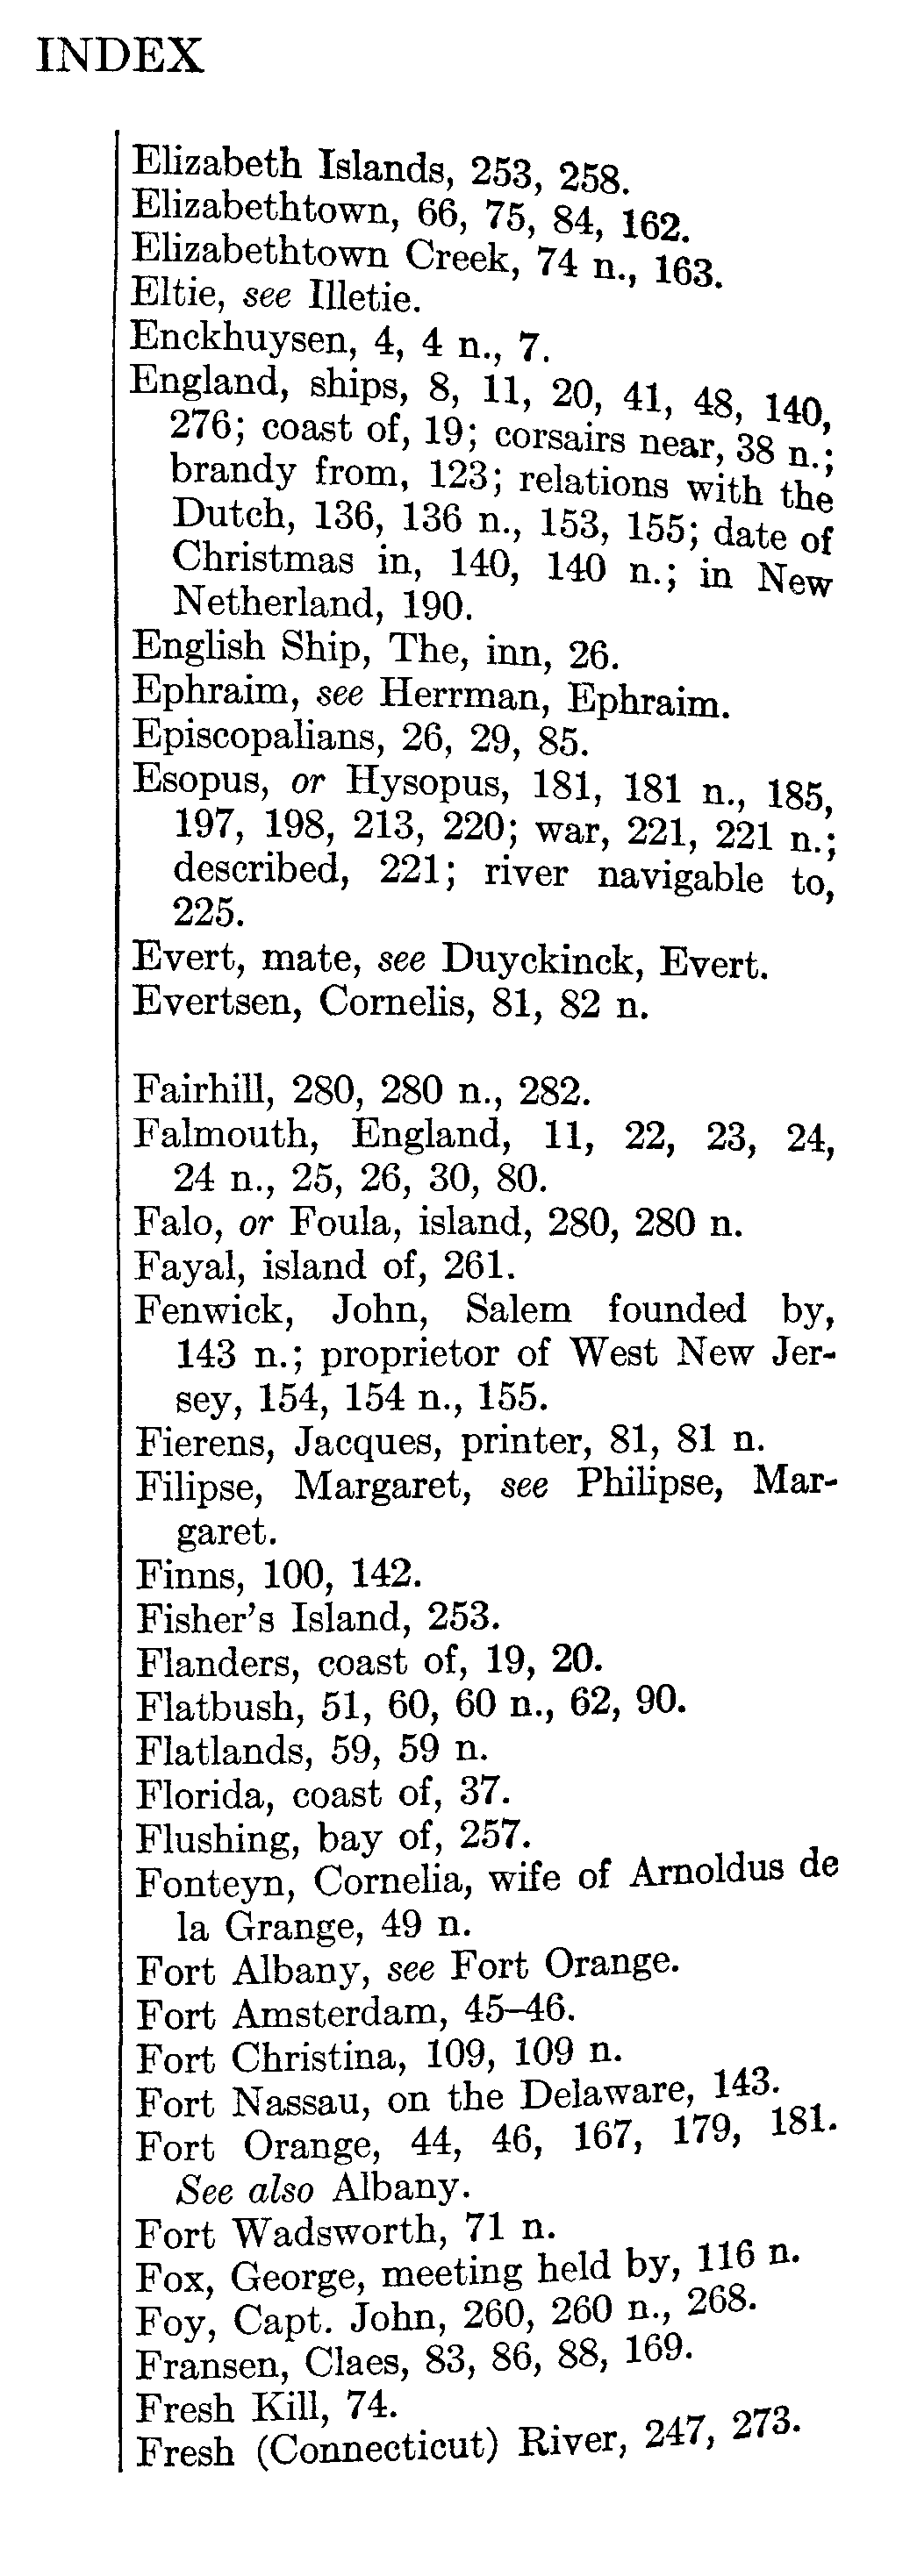 INDEX
Elizabeth Islands, 253, 258.
Elizabethtown, 66, 75, 84, 162.
Elizabethtown Creek, 74 n., 163.
Eltie, see Illetie.
Enckhuysen, 4, 4 n., 7.
England, ships, 8, 11, 20, 41, 48, 140,
276; coast of, 19; corsairs near, 38 n.;
brandy from, 123; relations with the
Dutch, 136, 136 n., 153, 155; date of
Christmas in, 140, 140 n.; in New
Netherland, 190.
English Ship, The, inn, 26.
Ephraim, see Herrman, Ephraim.
Episcopalians, 26, 29, 85.
Esopus, or Hysopus, 181, 181 n., 185,
197, 198, 213, 220; war, 221, 221 n.;
described, 221; river navigable to,
225.
Evert, mate, see Duyckinck, Evert.
Evertsen, Cornelis, 81, 82 n.
Fairhill, 280, 280 n., 282.
Falmouth, England, 11, 22, 23, 24,
24 n., 25, 26, 30, 80.
Falo, or Foula, island, 280, 280 n.
Fayal, island of, 261.
Fenwick, John, Salem founded by,
143 n.; proprietor of West New Jer-
sey, 154, 154 n., 155.
Fierens, Jacques, printer, 81, 81 n.
Filipse, Margaret, see Philipse, Mar-
garet.
Finns, 100, 142.
Fisher's Island, 253.
Flanders, coast of, 19, 20.
Flatbush, 51, 60, 60 n., 62, 90.
Flatlands, 59, 59 n.
Florida, coast of, 37.
Flushing, bay of, 257.
Fonteyn, Cornelia, wife of Arnoldus de
la Grange, 49 n.
Fort Albany, see Fort Orange.
Fort Amsterdam, 45–46.
Fort Christina, 109, 109 n.
Fort Nassau, on the Delaware, 143.
Fort Orange, 44, 46, 167, 179, 181.
See also Albany.
Fort Wadsworth, 71 n.
Fox, George, meeting held by, 116 n.
Foy, Capt. John, 260, 260 n., 268.
Fransen, Claes, 83, 86, 88, 169.
Fresh Kill, 74.
Fresh (Connecticut) River, 247, 273.